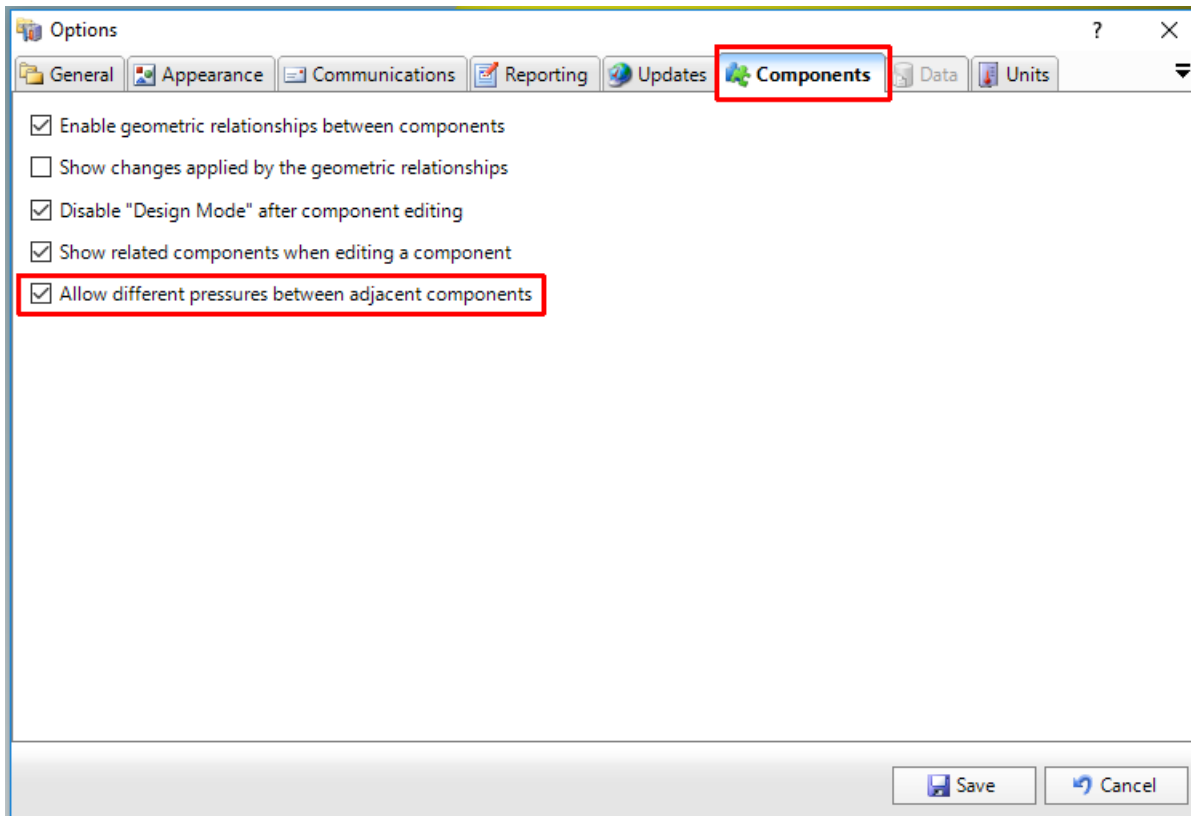 Options ?
General Appearance Communications Reporting Updates Components Data Units
Enable geometric relationships between components
Show changes applied by the geometric relationships
Disable "Design Mode" after component editing
Show related components when editing a component
Allow different pressures between adjacent components
Save Cancel